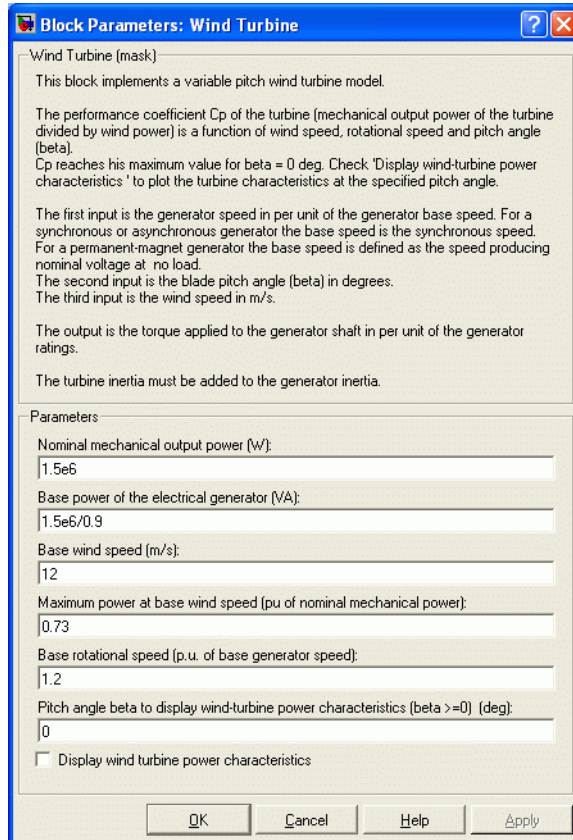 Block Parameters: Wind Turbine
Wind Turbine (mask)
This block implements a variable pitch wind turbine model.
The performance coefficient Cp of the turbine (mechanical output power of the turbine
divided by wind power) is a function of wind speed, rotational speed and pitch angle
(beta).
Cp reaches his maximum value for beta = 0 deg. Check 'Display wind-turbine power
characteristics ' to plot the turbine characteristics at the specified pitch angle.
The first input is the generator speed in per unit of the generator base speed. For a
synchronous or asynchronous generator the base speed is the synchronous speed.
For a permanent-magnet generator the base speed is defined as the speed producing
nominal voltage at no load.
The second input is the blade pitch angle (beta) in degrees.
The third input is the wind speed in m/s.
The output is the torque applied to the generator shaft in per unit of the generator
ratings.
The turbine inertia must be added to the generator inertia.
Parameters
Nominal mechanical output power (W):
1.5e6
Base power of the electrical generator (VA):
1.5e6/0.9
Base wind speed (m/s):
12
Maximum power at base wind speed (pu of nominal mechanical power):
0.73
Base rotational speed (p.u. of base generator speed):
1.2
Pitch angle beta to display wind-turbine power characteristics (beta >=0) (deg):
0
Display wind turbine power characteristics
OK Cancel Help Apply